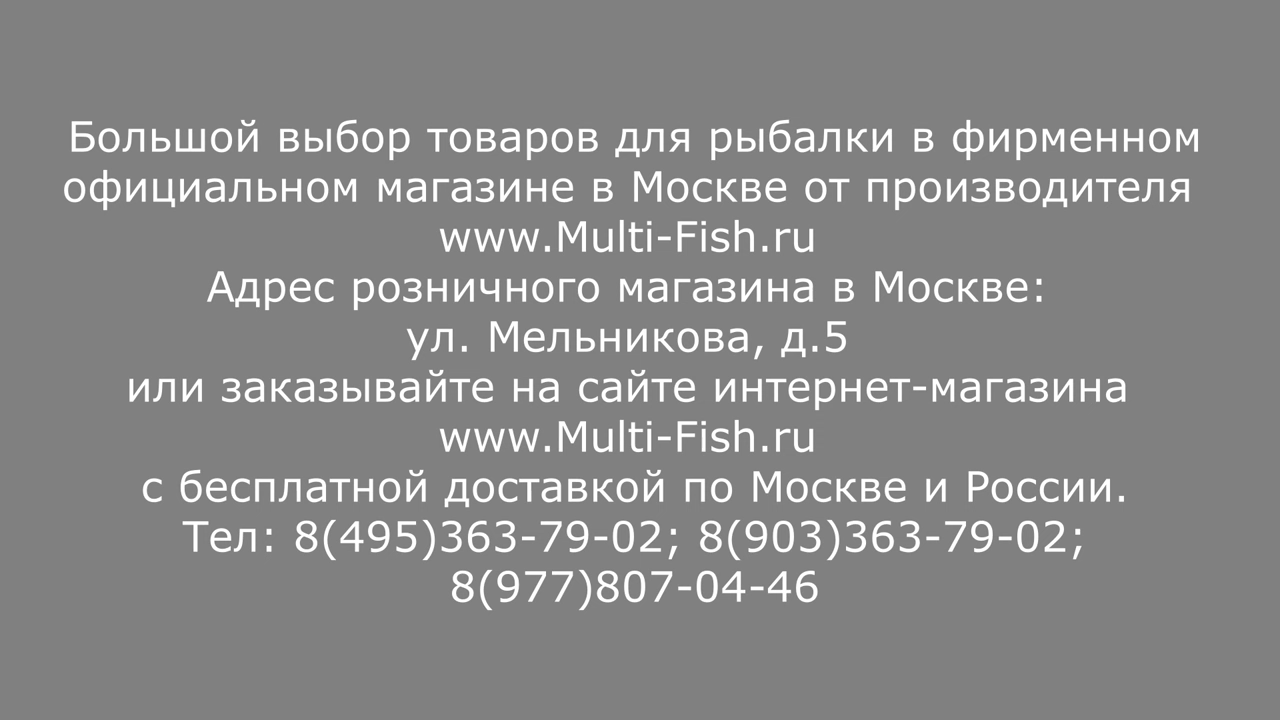 Большой выбор товаров для рыбалки в фирменном
официальном магазине в Москве от производителя
www.Multi-Fish.ru
Адрес розничного магазина в Москве:
ул. Мельникова, д.5
или заказывайте на сайте интернет-магазина
www.Multi-Fish.ru
с бесплатной доставкой по Москве и России.
Тел: 8(495)363-79-02; 8(903)363-79-02;
8(977)807-04-46